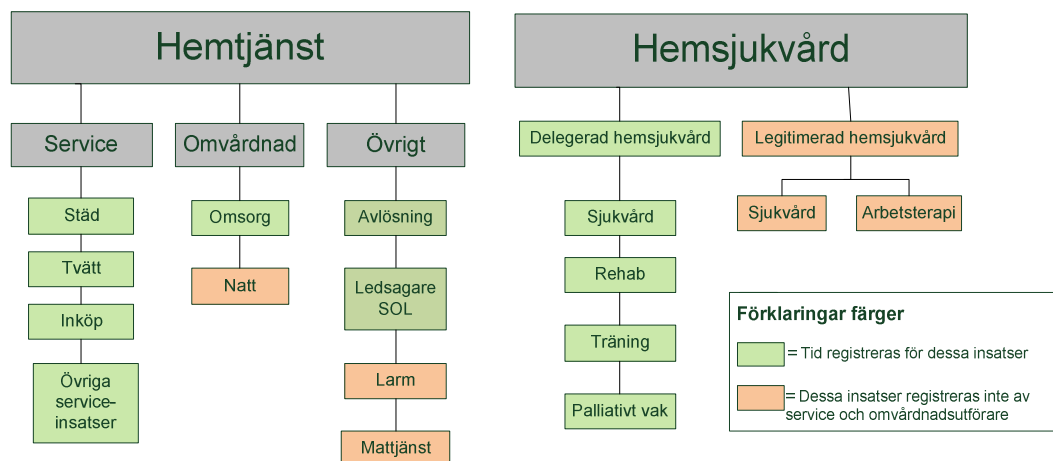 Hemtjänst
Service
Städ
Tvätt
Inköp
Övriga
service-
insatser
Omvårdnad
Omsorg
Natt
Övrigt
Avlösning
Ledsagare
SOL
Larm
Mattjänst
Hemsjukvård
Delegerad hemsjukvård
Sjukvård
Rehab
Träning
Palliativt vak
Legitimerad hemsjukvård
Sjukvård
Arbetsterapi
Förklaringar färger
= Tid registreras för dessa insatser
= Dessa insatser registreras inte av
service och omvårdnadsutförare